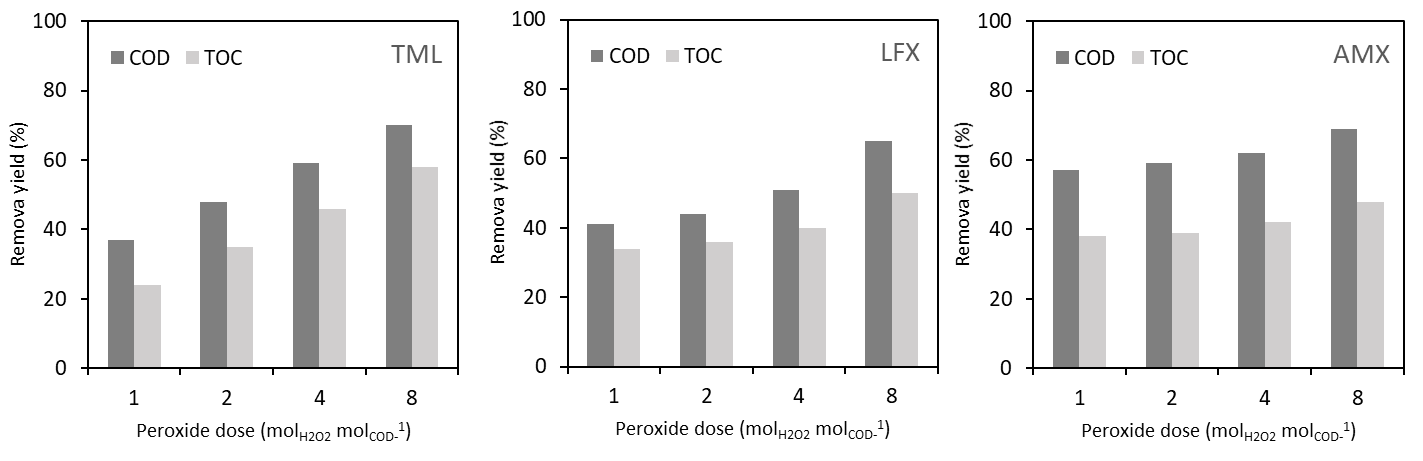 100
80
60
40
20
0
Remova yield (%)
COD TOC
TML
1 2 4 8
Peroxide dose (molH2O2 molCOD-1)
100
80
60
40
20
0
Remova yield (%)
COD TOC
LFX
1 2 4 8
Peroxide dose (molH2O2 molCOD-1)
100
80
60
40
20
0
Remova yield (%)
COD TOC
AMX
1 2 4 8
Peroxide dose (molH2O2 molCOD-1)